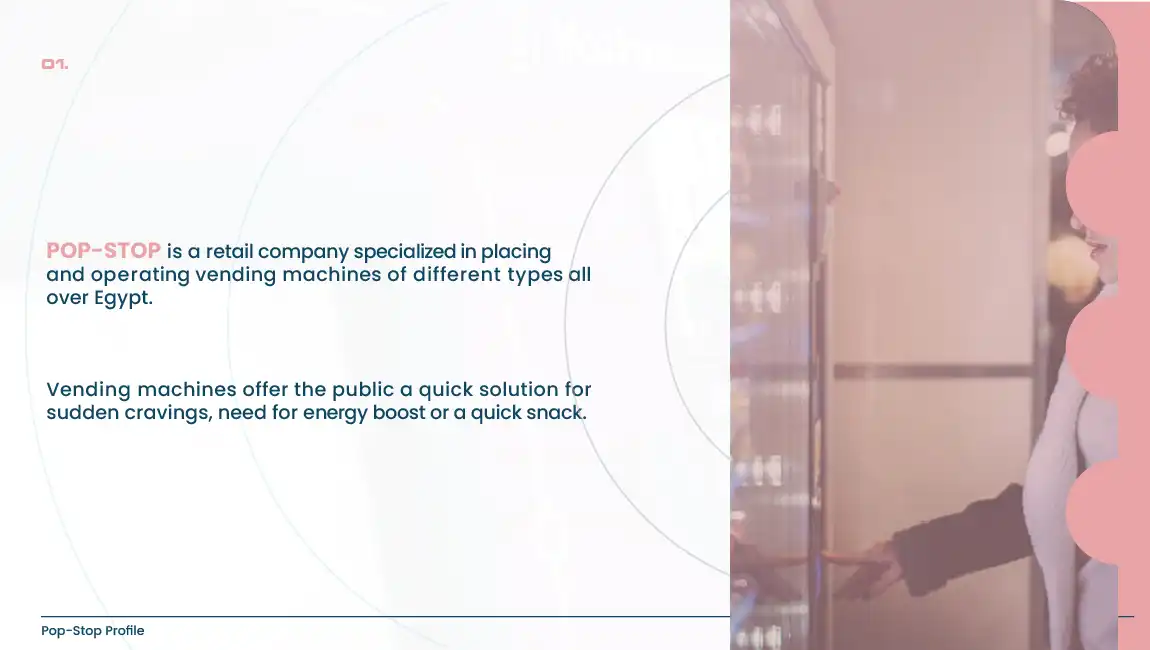 01.
POP-STOP is a retail company specialized in placing
and operating vending machines of different types all
over Egypt.
Vending machines offer the public a quick solution for
sudden cravings, need for energy boost or a quick snack.
Pop-Stop Profile